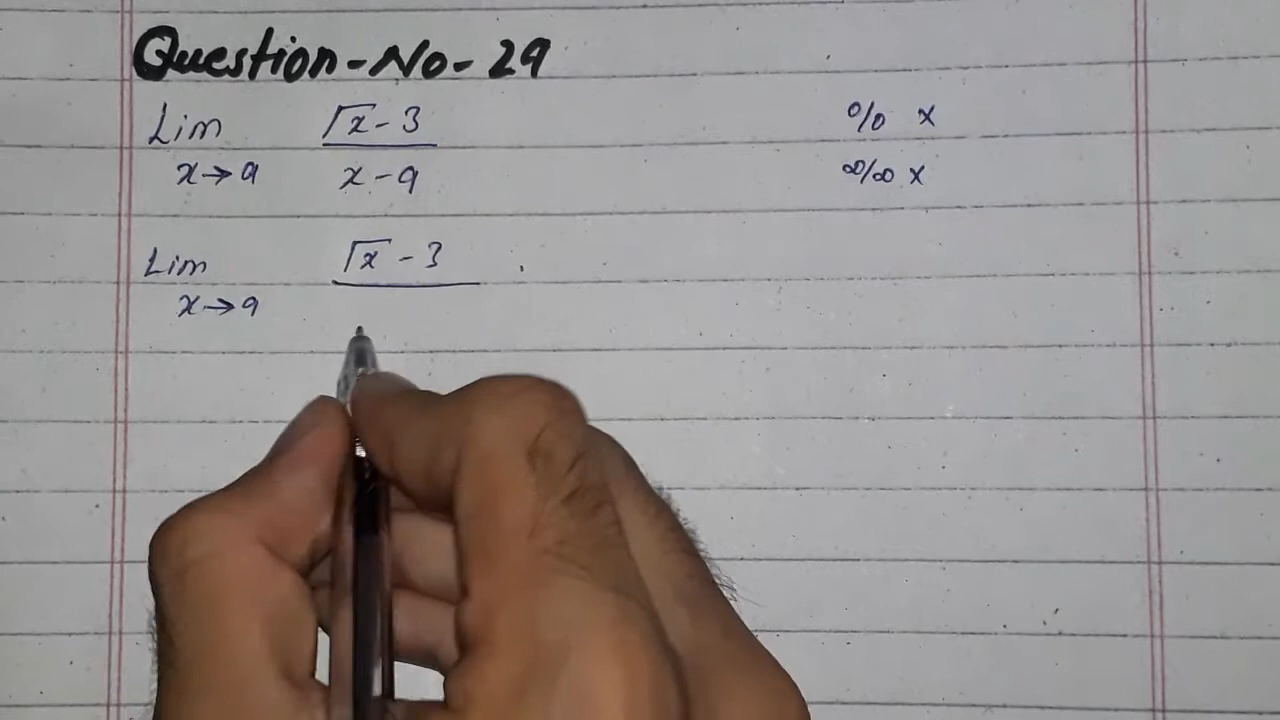 Question-No-29
Lim √x - 3 0/0 x
x→9 x - 9 ∞/∞ x
Lim √x - 3
x→9